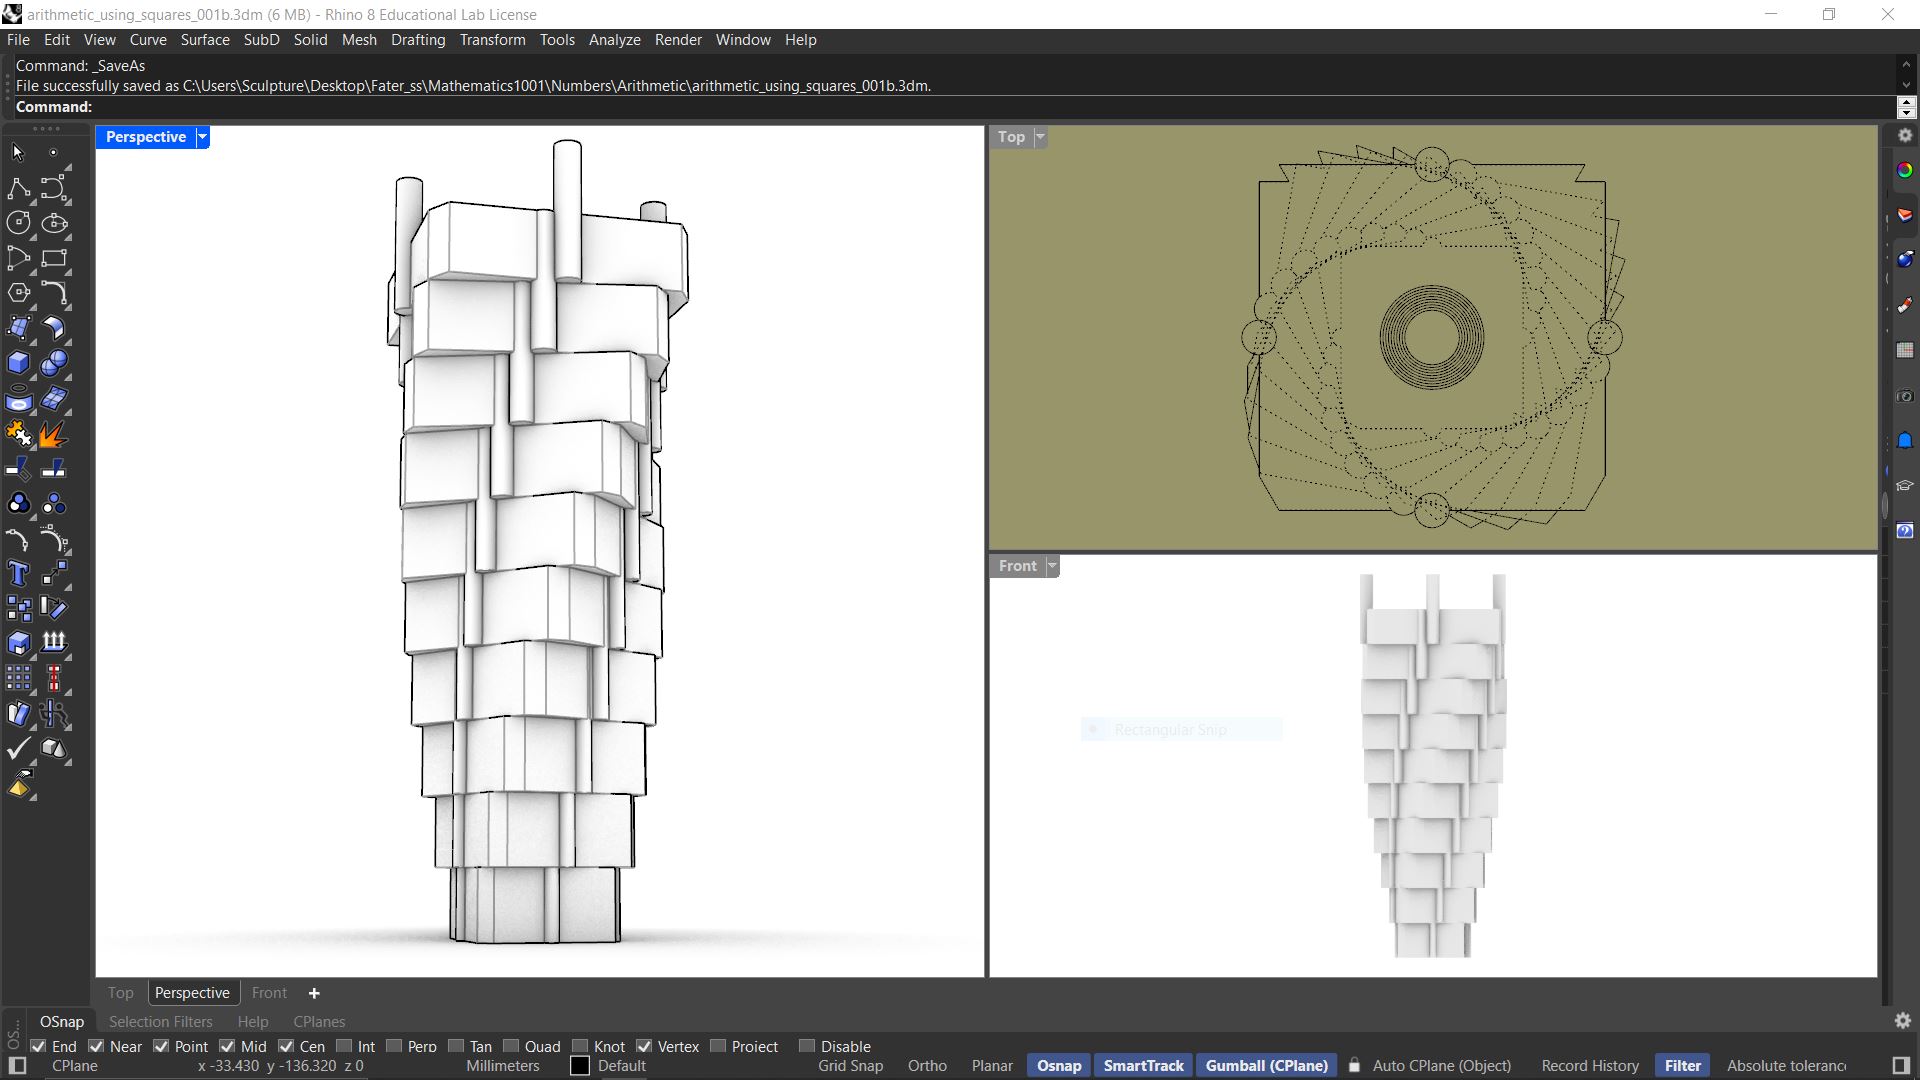 arithmetic_using_squares_001b.3dm (6 MB) - Rhino 8 Educational Lab License
File Edit View Curve Surface SubD Solid Mesh Drafting Transform Tools Analyze Render Window Help
Command: _SaveAs
File successfully saved as C:\Users\Sculpture\Desktop\Fater_ss\Mathematics1001\Numbers\Arithmetic\arithmetic_using_squares_001b.3dm.
Command:
Perspective
Top
Front
Rectangular Snip
Top Perspective Front
OSnap Selection Filters Help CPlanes
OS...
End Near Point Mid Cen Int Perp Tan Quad Knot Vertex Project Disable
CPlane x -33.430 y -136.320 z 0 Millimeters Default Grid Snap Ortho Planar Osnap SmartTrack Gumball (CPlane) Auto CPlane (Object) Record History Filter Absolute toleranc